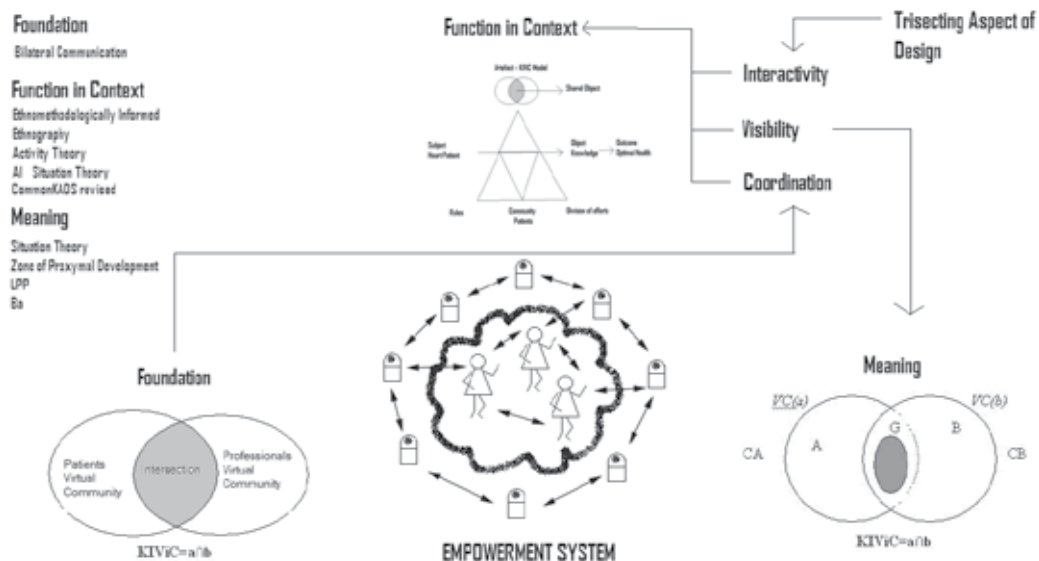 Foundation
Bilateral Communication
Function in Context
Ethnomethodologically Informed
Ethnography
Activity Theory
AI Situation Theory
CommonKADS revised
Meaning
Situation Theory
Zone of Proxymal Development
LPP
Ba
Function in Context
Trisecting Aspect of
Design
Interactivity
Visibility
Coordination
Model
Shared Object
Subject
Heart Patient
Object
Knowledge
Outcome
Optimal Health
Rules
Community
Patients
Division of efforts
Foundation
Patients
Virtual
Community
Intersection
Professionals
Virtual
Community
KIViC=a∩b
EMPOWERMENT SYSTEM
Meaning
VC(a)
VC(b)
CA
A
G
B
CB
KIViC=a∩b